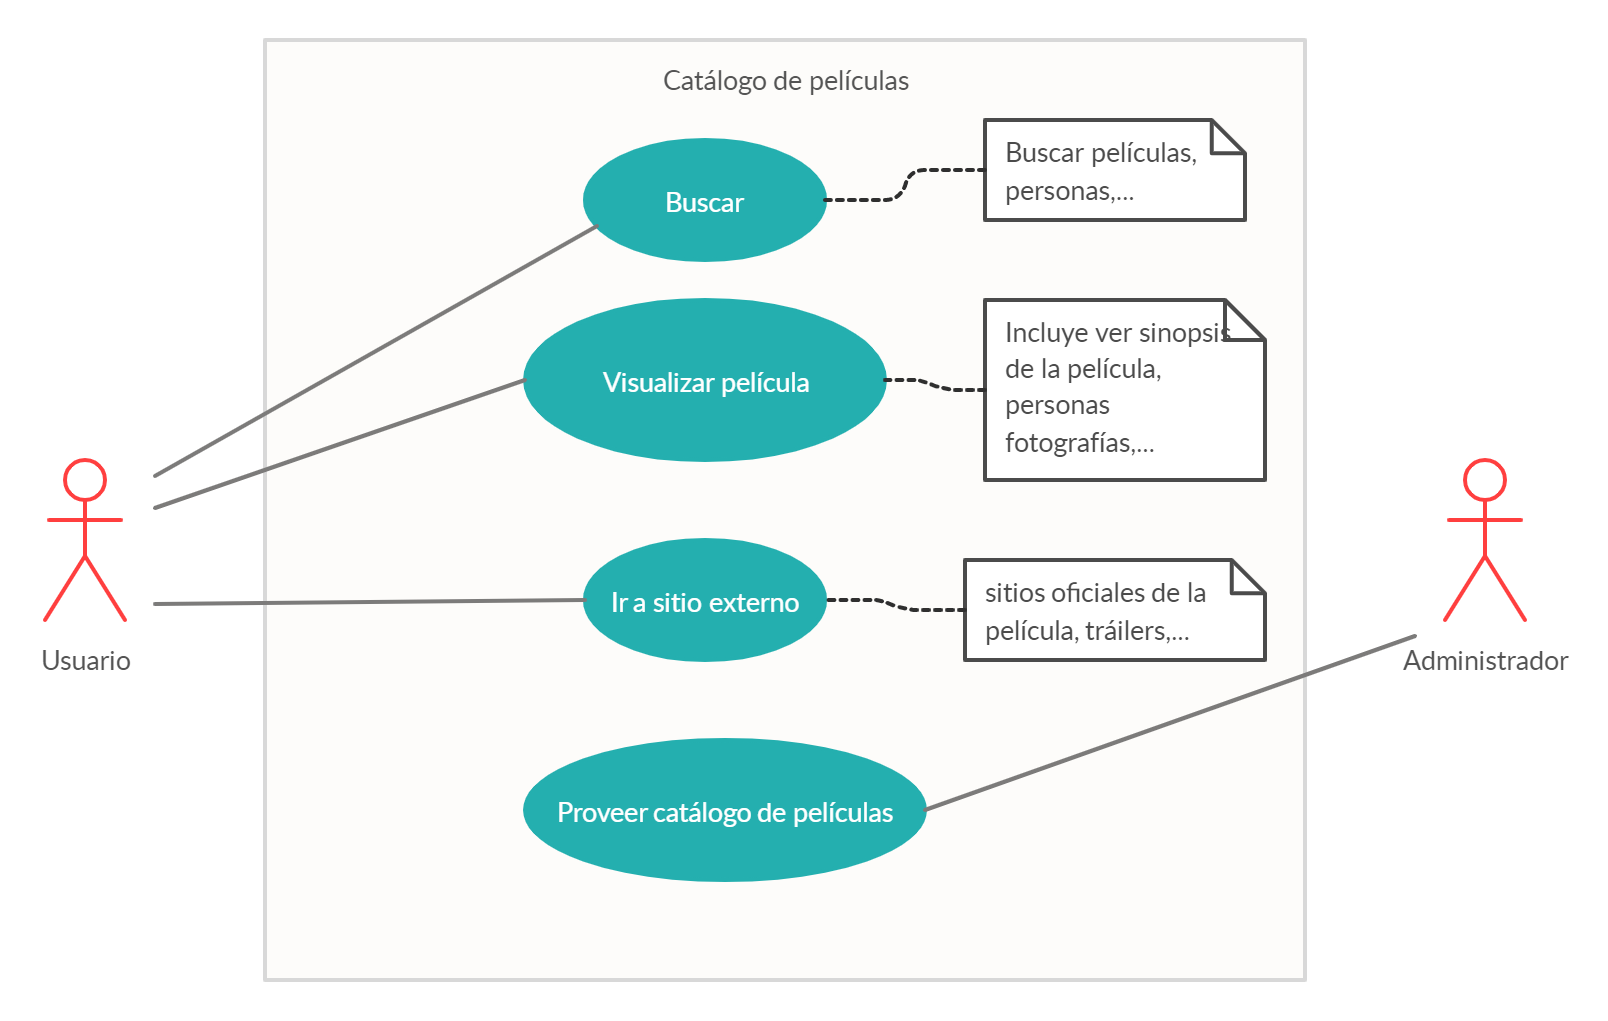 Catálogo de películas
Buscar
Buscar películas,
personas,...
Visualizar película
Incluye ver sinopsis
de la película,
personas
fotografías,...
Ir a sitio externo
sitios oficiales de la
película, tráilers,...
Usuario
Administrador
Proveer catálogo de películas